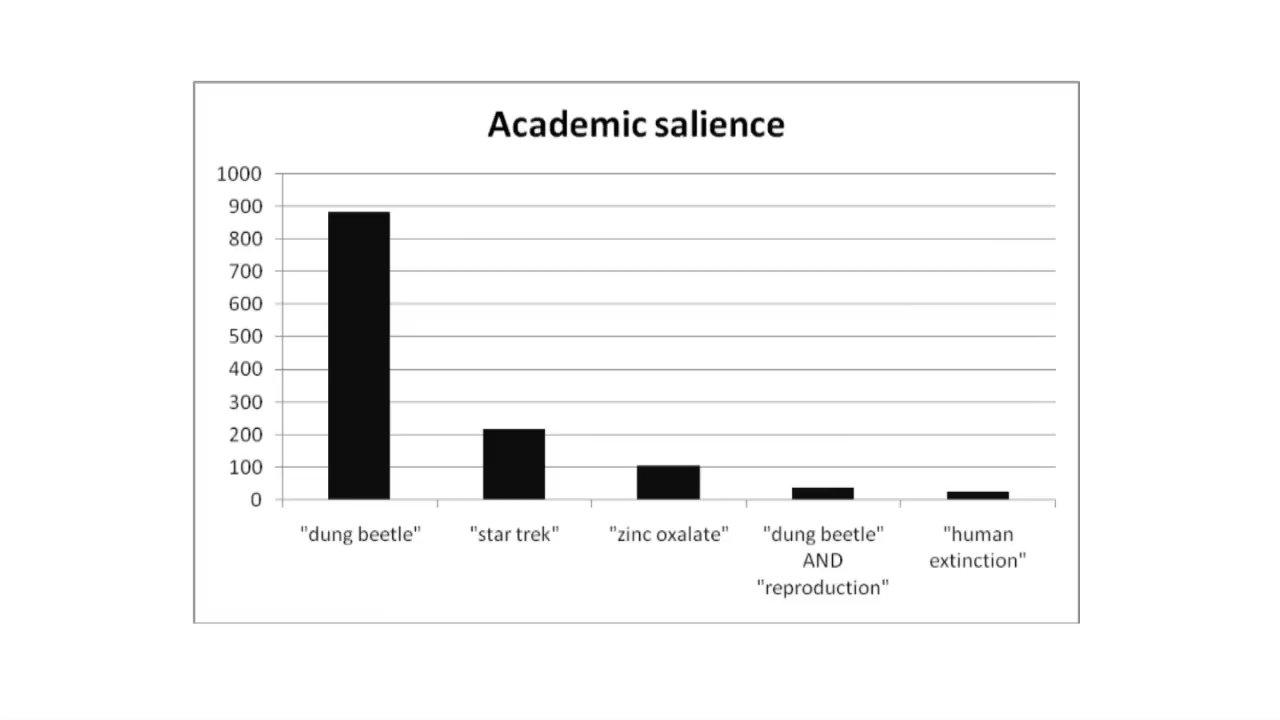 Academic salience
1000
900
800
700
600
500
400
300
200
100
0
"dung beetle"
"star trek"
"zinc oxalate"
"dung beetle"
AND
"reproduction"
"human
extinction"